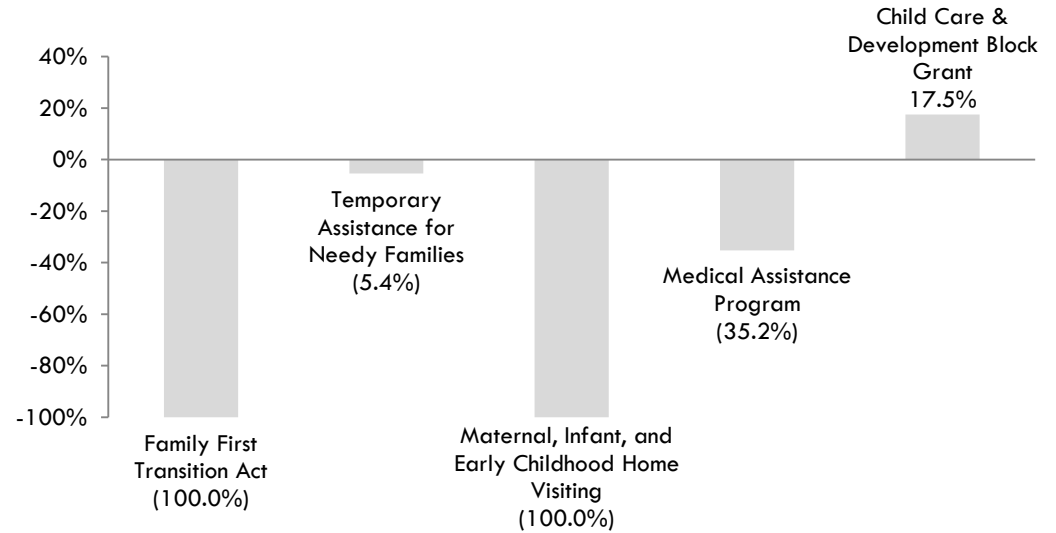 Child Care &
Development Block
Grant
17.5%
40%
20%
0%
-20%
-40%
-60%
-80%
-100%
Temporary
Assistance for
Needy Families
(5.4%)
Medical Assistance
Program
(35.2%)
Family First
Transition Act
(100.0%)
Maternal, Infant, and
Early Childhood Home
Visiting
(100.0%)